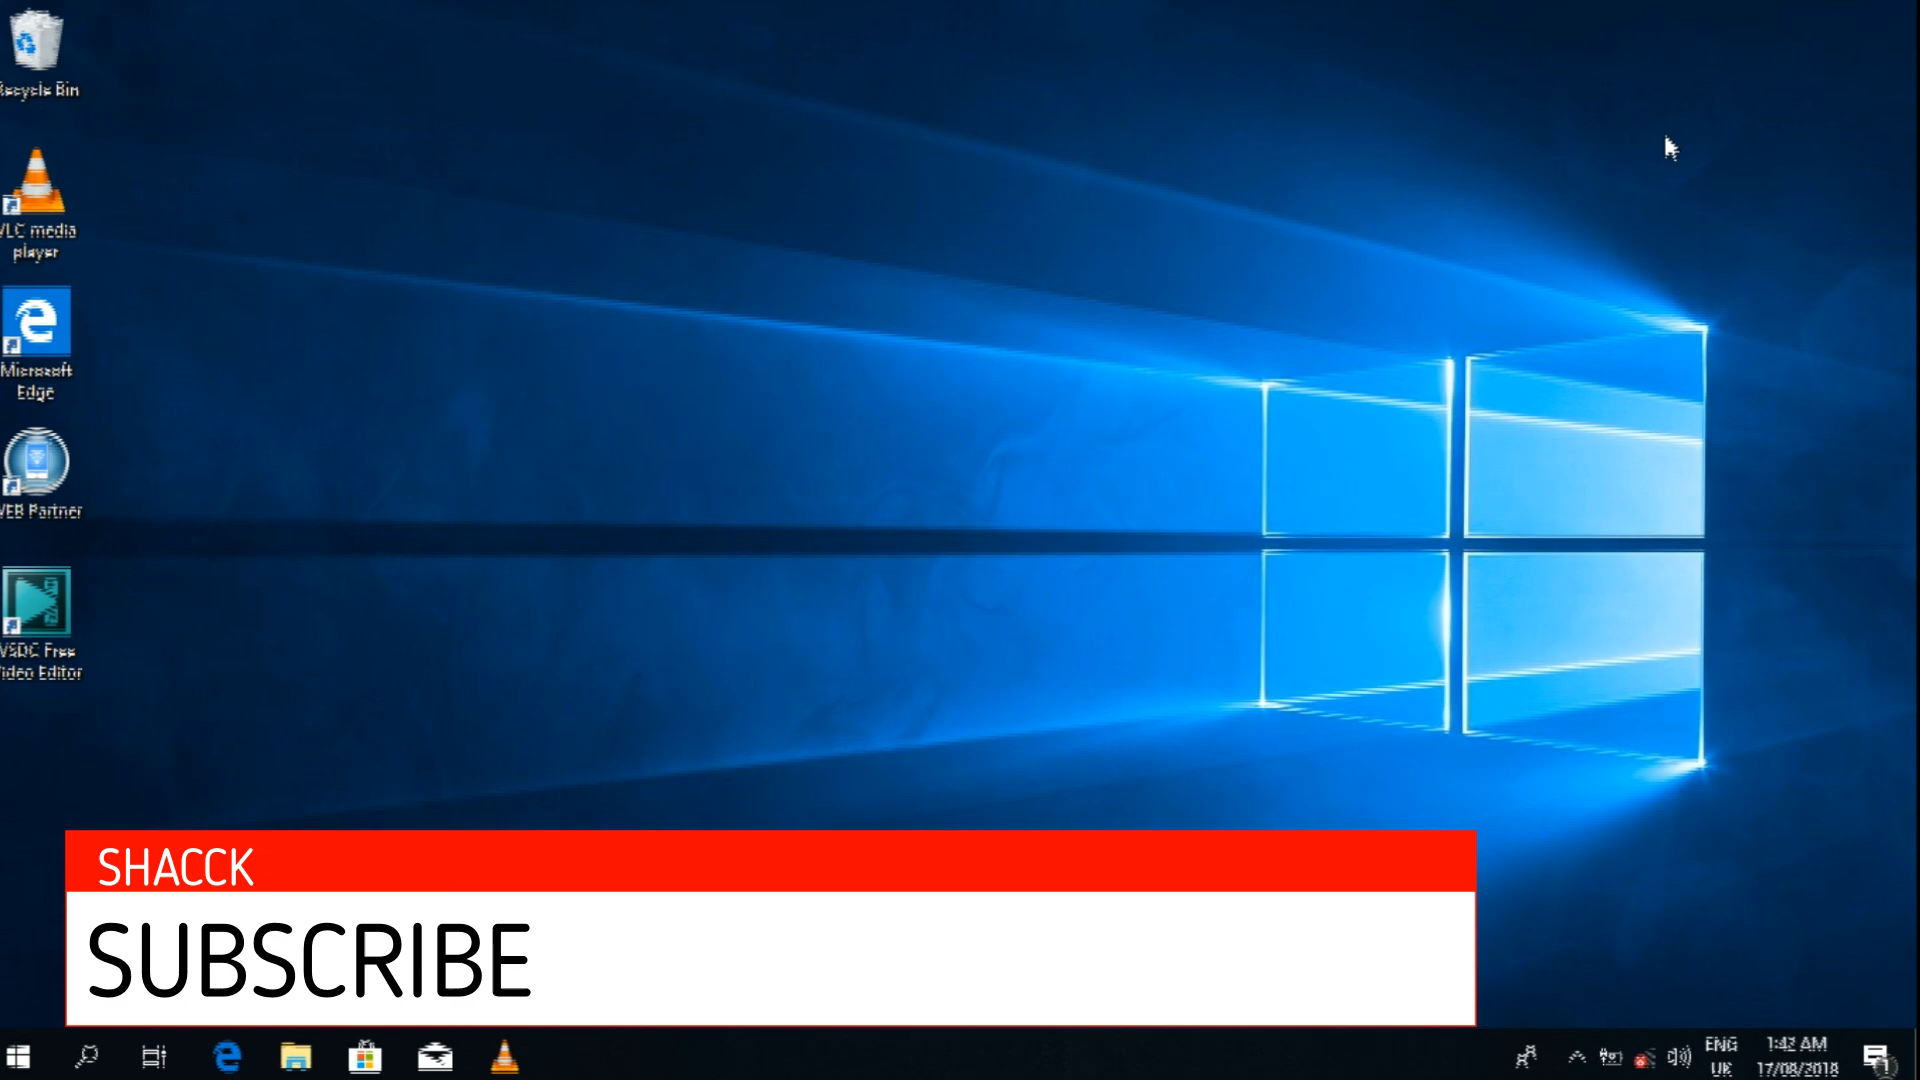 Recycle Bin
VLC media
player
Microsoft
Edge
WEB Partner
VSDC Free
Video Editor
SHACCK
SUBSCRIBE
ENG
UK
1:42 AM
17/08/2018
1